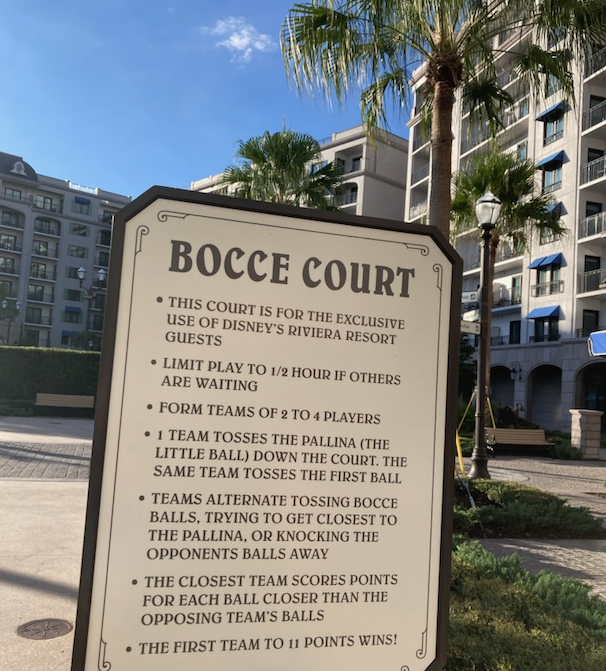 BOCCE COURT
• THIS COURT IS FOR THE EXCLUSIVE
USE OF DISNEY'S RIVIERA RESORT
GUESTS
• LIMIT PLAY TO 1/2 HOUR IF OTHERS
ARE WAITING
• FORM TEAMS OF 2 TO 4 PLAYERS
• 1 TEAM TOSSES THE PALLINA (THE
LITTLE BALL) DOWN THE COURT. THE
SAME TEAM TOSSES THE FIRST BALL
• TEAMS ALTERNATE TOSSING BOCCE
BALLS, TRYING TO GET CLOSEST TO
THE PALLINA, OR KNOCKING THE
OPPONENTS BALLS AWAY
• THE CLOSEST TEAM SCORES POINTS
FOR EACH BALL CLOSER THAN THE
OPPOSING TEAM'S BALLS
• THE FIRST TEAM TO 11 POINTS WINS!